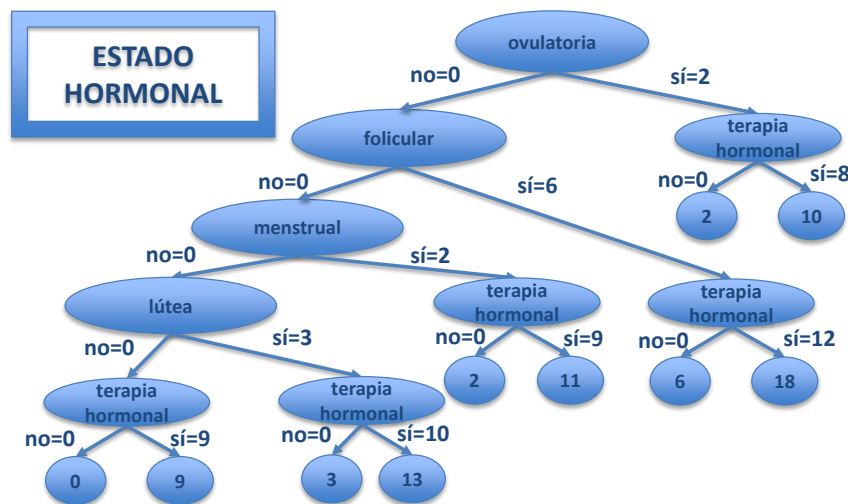 ESTADO
HORMONAL
ovulatoria
no=0
sí=2
folicular
terapia
hormonal
no=0
sí=6
no=0
sí=8
menstrual
2
10
no=0
sí=2
lútea
terapia
hormonal
terapia
hormonal
no=0
sí=3
no=0
sí=9
no=0
sí=12
terapia
hormonal
terapia
hormonal
2
11
6
18
no=0
sí=9
no=0
sí=10
0
9
3
13